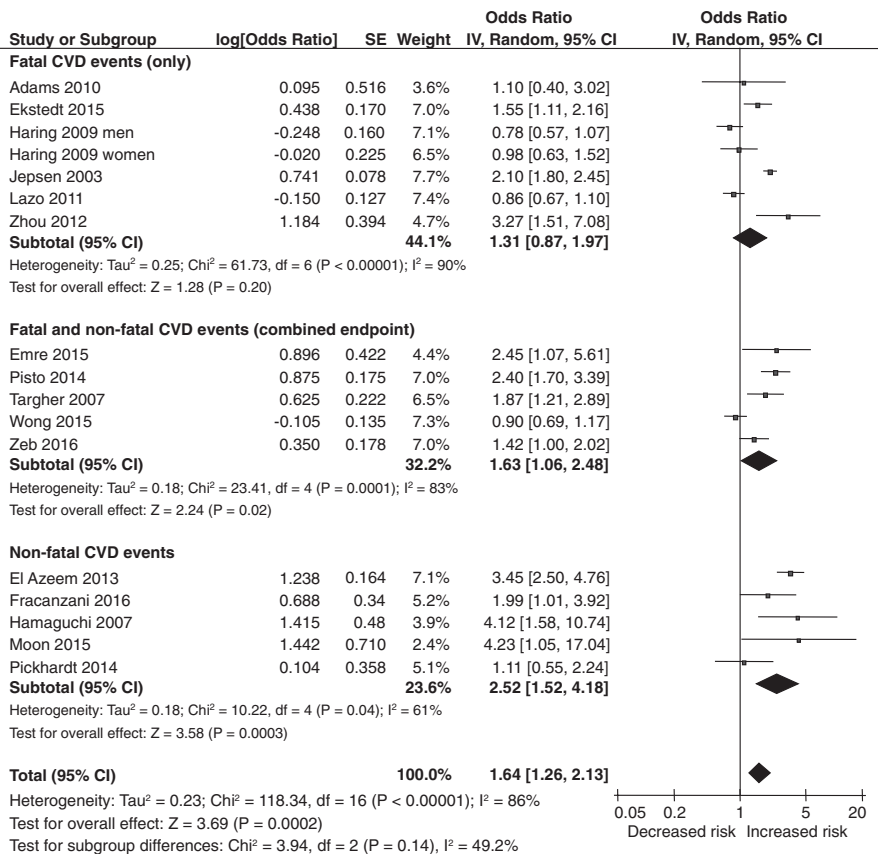 Odds Ratio Odds Ratio
Study or Subgroup log[Odds Ratio] SE Weight IV, Random, 95% CI IV, Random, 95% CI
Fatal CVD events (only)
Adams 2010 0.095 0.516 3.6% 1.10 [0.40, 3.02]
Ekstedt 2015 0.438 0.170 7.0% 1.55 [1.11, 2.16]
Haring 2009 men -0.248 0.160 7.1% 0.78 [0.57, 1.07]
Haring 2009 women -0.020 0.225 6.5% 0.98 [0.63, 1.52]
Jepsen 2003 0.741 0.078 7.7% 2.10 [1.80, 2.45]
Lazo 2011 -0.150 0.127 7.4% 0.86 [0.67, 1.10]
Zhou 2012 1.184 0.394 4.7% 3.27 [1.51, 7.08]
Subtotal (95% CI) 44.1% 1.31 [0.87, 1.97]
Heterogeneity: Tau² = 0.25; Chi² = 61.73, df = 6 (P < 0.00001); I² = 90%
Test for overall effect: Z = 1.28 (P = 0.20)
Fatal and non-fatal CVD events (combined endpoint)
Emre 2015 0.896 0.422 4.4% 2.45 [1.07, 5.61]
Pisto 2014 0.875 0.175 7.0% 2.40 [1.70, 3.39]
Targher 2007 0.625 0.222 6.5% 1.87 [1.21, 2.89]
Wong 2015 -0.105 0.135 7.3% 0.90 [0.69, 1.17]
Zeb 2016 0.350 0.178 7.0% 1.42 [1.00, 2.02]
Subtotal (95% CI) 32.2% 1.63 [1.06, 2.48]
Heterogeneity: Tau² = 0.18; Chi² = 23.41, df = 4 (P = 0.0001); I² = 83%
Test for overall effect: Z = 2.24 (P = 0.02)
Non-fatal CVD events
El Azeem 2013 1.238 0.164 7.1% 3.45 [2.50, 4.76]
Fracanzani 2016 0.688 0.34 5.2% 1.99 [1.01, 3.92]
Hamaguchi 2007 1.415 0.48 3.9% 4.12 [1.58, 10.74]
Moon 2015 1.442 0.710 2.4% 4.23 [1.05, 17.04]
Pickhardt 2014 0.104 0.358 5.1% 1.11 [0.55, 2.24]
Subtotal (95% CI) 23.6% 2.52 [1.52, 4.18]
Heterogeneity: Tau² = 0.18; Chi² = 10.22, df = 4 (P = 0.04); I² = 61%
Test for overall effect: Z = 3.58 (P = 0.0003)
Total (95% CI) 100.0% 1.64 [1.26, 2.13]
Heterogeneity: Tau² = 0.23; Chi² = 118.34, df = 16 (P < 0.00001); I² = 86%
Test for overall effect: Z = 3.69 (P = 0.0002)
Test for subgroup differences: Chi² = 3.94, df = 2 (P = 0.14), I² = 49.2%
0.05 0.2 1 5 20
Decreased risk Increased risk